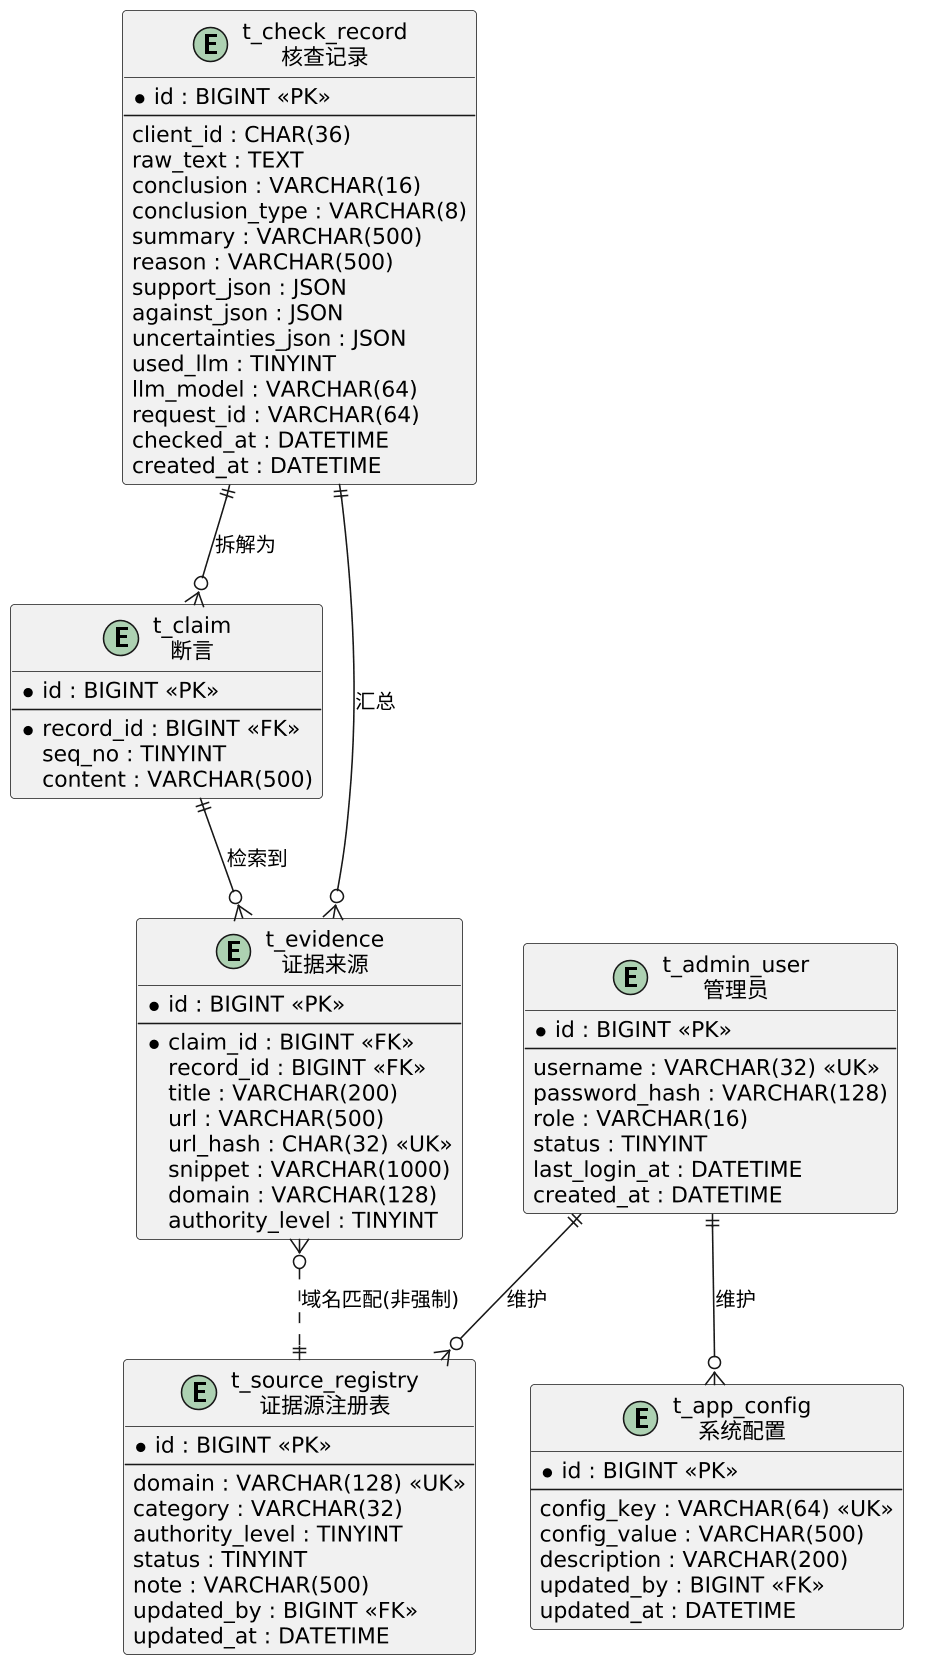 E
t_check_record
核查记录
id : BIGINT «PK»
client_id : CHAR(36)
raw_text : TEXT
conclusion : VARCHAR(16)
conclusion_type : VARCHAR(8)
summary : VARCHAR(500)
reason : VARCHAR(500)
support_json : JSON
against_json : JSON
uncertainties_json : JSON
used_llm : TINYINT
llm_model : VARCHAR(64)
request_id : VARCHAR(64)
checked_at : DATETIME
created_at : DATETIME
拆解为
E
t_claim
断言
id : BIGINT «PK»
record_id : BIGINT «FK»
seq_no : TINYINT
content : VARCHAR(500)
汇总
检索到
E
t_evidence
证据来源
id : BIGINT «PK»
claim_id : BIGINT «FK»
record_id : BIGINT «FK»
title : VARCHAR(200)
url : VARCHAR(500)
url_hash : CHAR(32) «UK»
snippet : VARCHAR(1000)
domain : VARCHAR(128)
authority_level : TINYINT
E
t_admin_user
管理员
id : BIGINT «PK»
username : VARCHAR(32) «UK»
password_hash : VARCHAR(128)
role : VARCHAR(16)
status : TINYINT
last_login_at : DATETIME
created_at : DATETIME
域名匹配(非强制)
维护
维护
E
t_source_registry
证据源注册表
id : BIGINT «PK»
domain : VARCHAR(128) «UK»
category : VARCHAR(32)
authority_level : TINYINT
status : TINYINT
note : VARCHAR(500)
updated_by : BIGINT «FK»
updated_at : DATETIME
E
t_app_config
系统配置
id : BIGINT «PK»
config_key : VARCHAR(64) «UK»
config_value : VARCHAR(500)
description : VARCHAR(200)
updated_by : BIGINT «FK»
updated_at : DATETIME